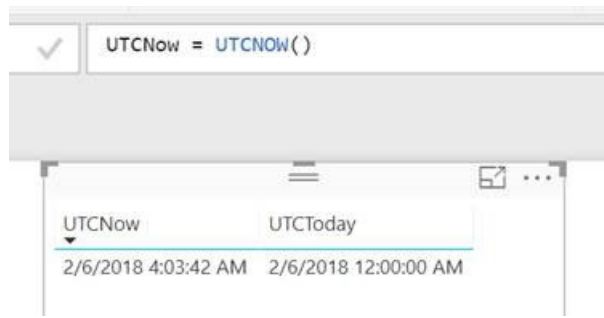 UTCNow = UTCNOW()
UTCNow UTCToday
2/6/2018 4:03:42 AM 2/6/2018 12:00:00 AM